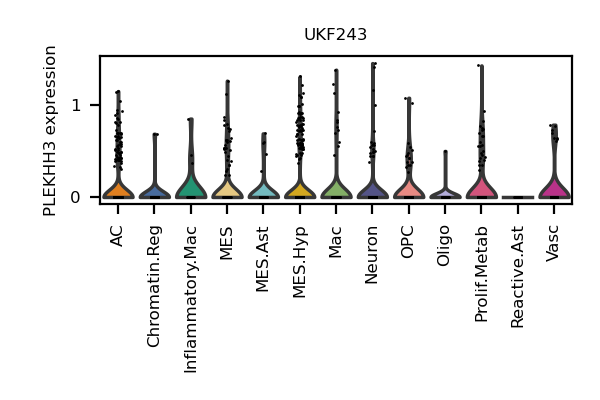 UKF243
PLEKHH3 expression
1
0
AC
Chromatin.Reg
Inflammatory.Mac
MES
MES.Ast
MES.Hyp
Mac
Neuron
OPC
Oligo
Prolif.Metab
Reactive.Ast
Vasc